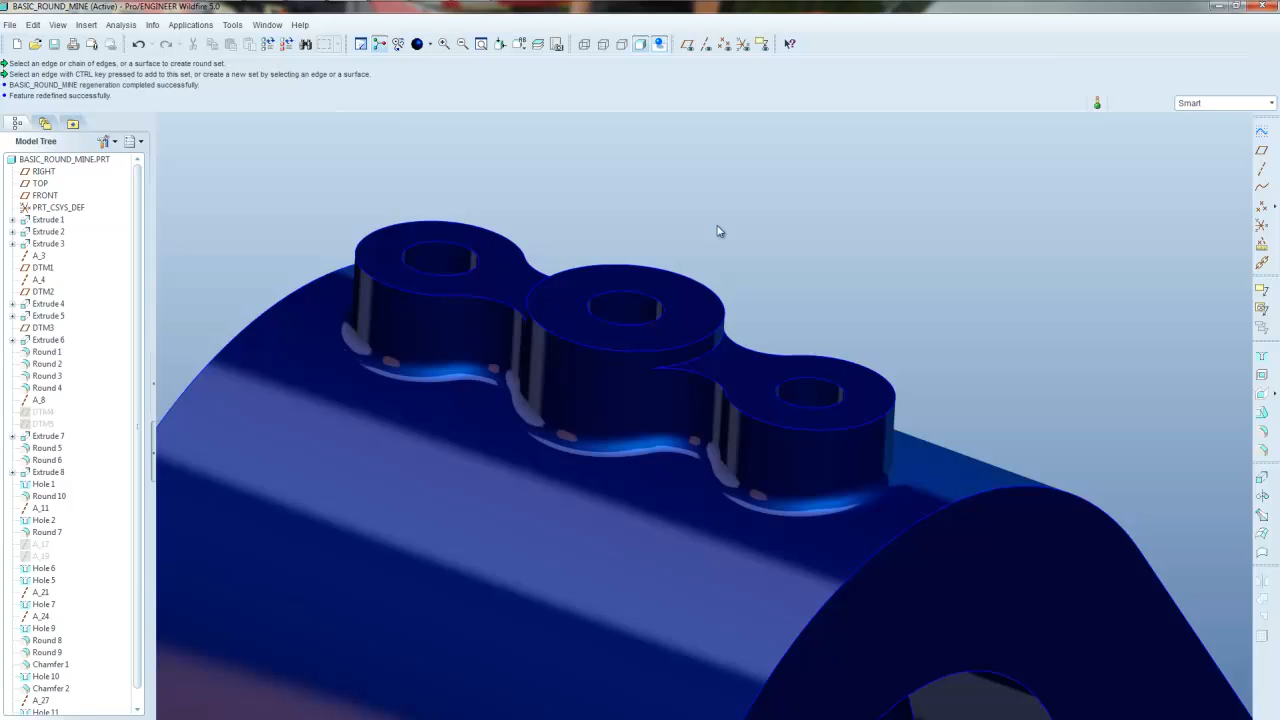 BASIC_ROUND_MINE (Active) - Pro/ENGINEER Wildfire 5.0
File Edit View Insert Analysis Info Applications Tools Window Help
Select an edge or chain of edges, or a surface to create round set.
Select an edge with CTRL key pressed to add to this set, or create a new set by selecting an edge or a surface.
BASIC_ROUND_MINE regeneration completed successfully.
Feature redefined successfully.
Smart
Model Tree
BASIC_ROUND_MINE.PRT
RIGHT
TOP
FRONT
PRT_CSYS_DEF
Extrude 1
Extrude 2
Extrude 3
A_3
DTM1
A_4
DTM2
Extrude 4
Extrude 5
DTM3
Extrude 6
Round 1
Round 2
Round 3
Round 4
A_8
DTM4
DTM5
Extrude 7
Round 5
Round 6
Extrude 8
Hole 1
Round 10
A_11
Hole 2
Round 7
A_17
A_19
Hole 6
Hole 5
A_21
Hole 7
A_24
Hole 9
Round 8
Round 9
Chamfer 1
Hole 10
Chamfer 2
A_27
Hole 11